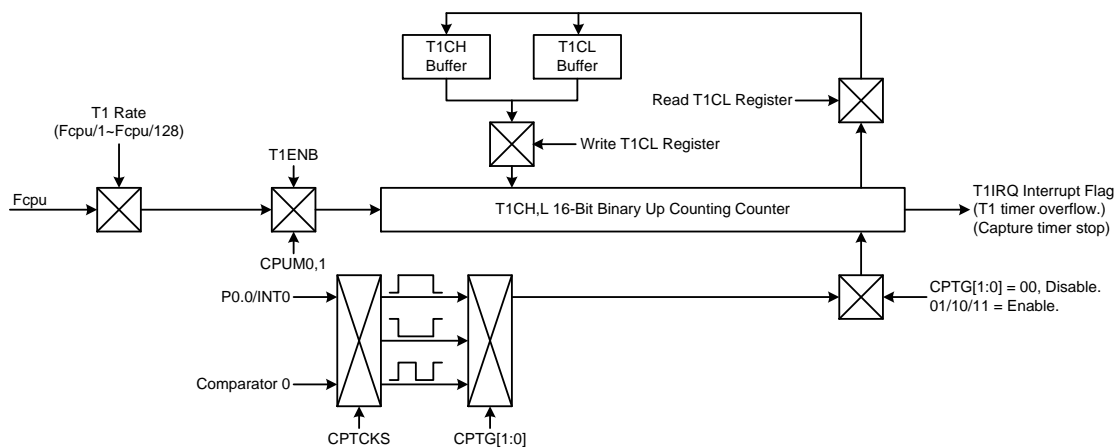 T1CH
Buffer
T1CL
Buffer
Read T1CL Register
T1 Rate
(Fcpu/1~Fcpu/128)
Write T1CL Register
T1ENB
Fcpu
T1CH,L 16-Bit Binary Up Counting Counter
T1IRQ Interrupt Flag
(T1 timer overflow.)
(Capture timer stop)
CPUM0,1
P0.0/INT0
CPTG[1:0] = 00, Disable.
01/10/11 = Enable.
Comparator 0
CPTCKS
CPTG[1:0]